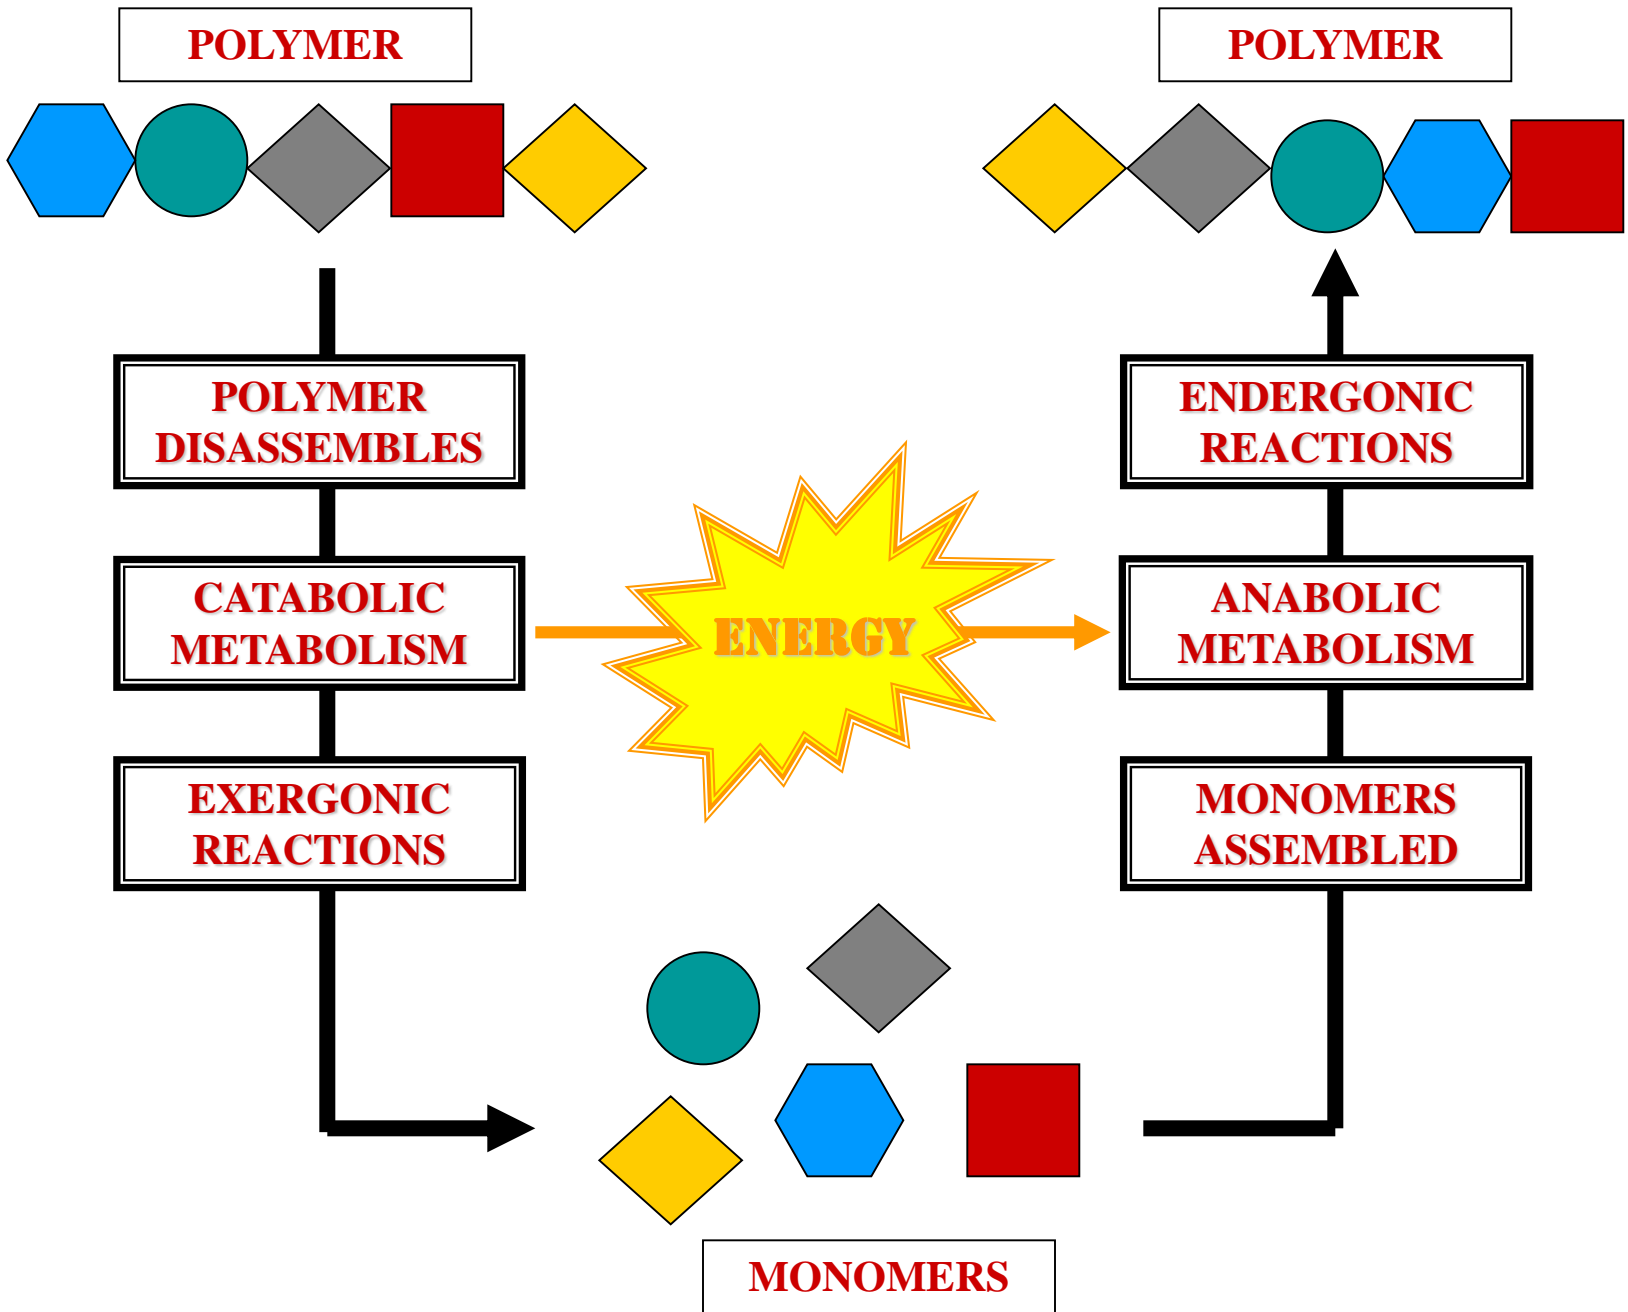 POLYMER
POLYMER
POLYMER
DISASSEMBLES
ENDERGONIC
REACTIONS
CATABOLIC
METABOLISM
ENERGY
ANABOLIC
METABOLISM
EXERGONIC
REACTIONS
MONOMERS
ASSEMBLED
MONOMERS